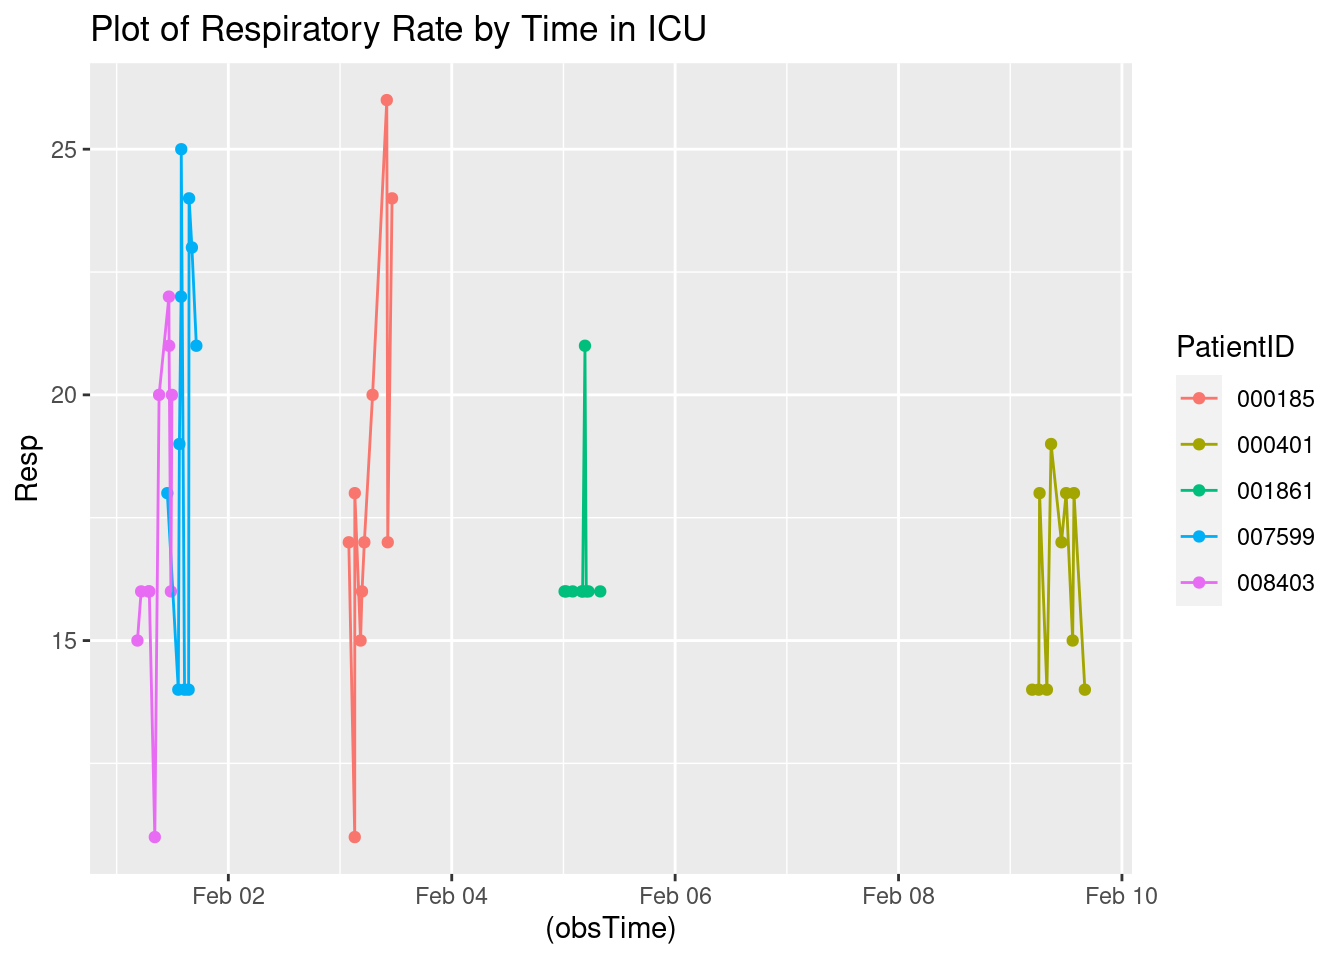 Plot of Respiratory Rate by Time in ICU
25
20
15
Resp
Feb 02
Feb 04
Feb 06
Feb 08
Feb 10
(obsTime)
PatientID
000185
000401
001861
007599
008403